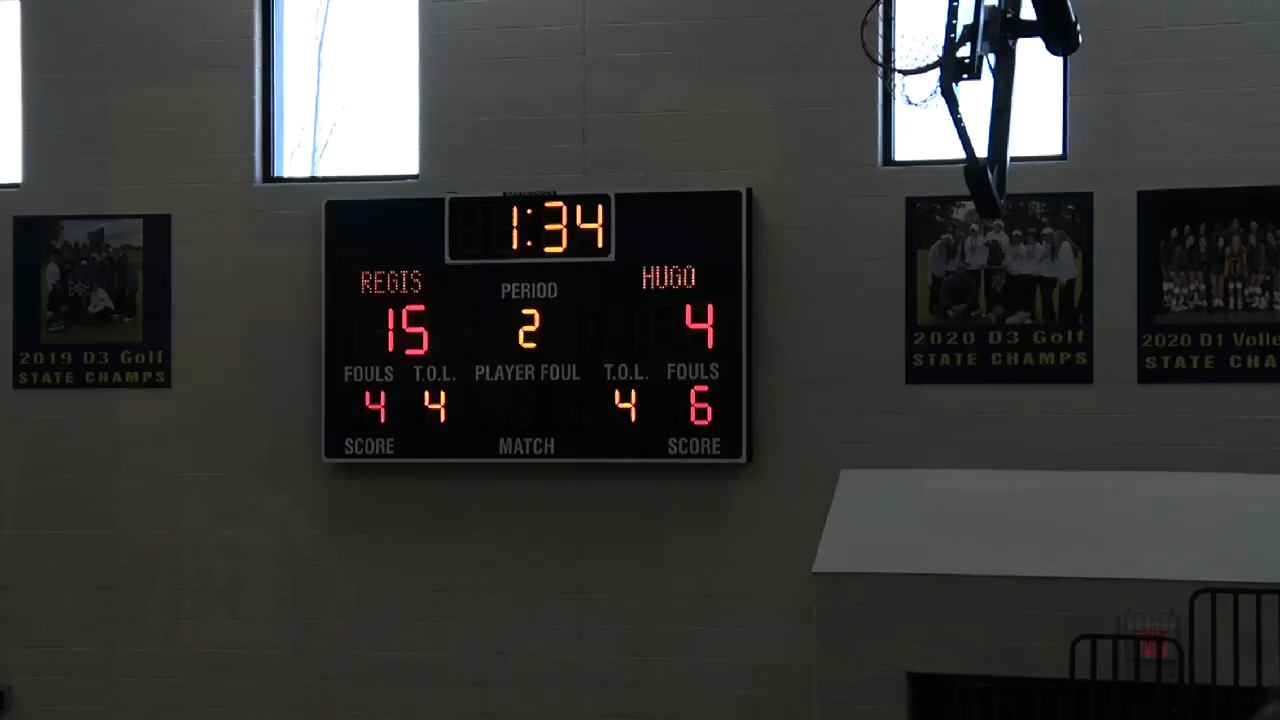 1:34
REGIS HUGO
PERIOD
15 2 4
FOULS T.O.L. PLAYER FOUL T.O.L. FOULS
4 4 4 6
SCORE MATCH SCORE
2019 D3 Golf
STATE CHAMPS
2020 D3 Golf
STATE CHAMPS
2020 D1 Volle
STATE CHA